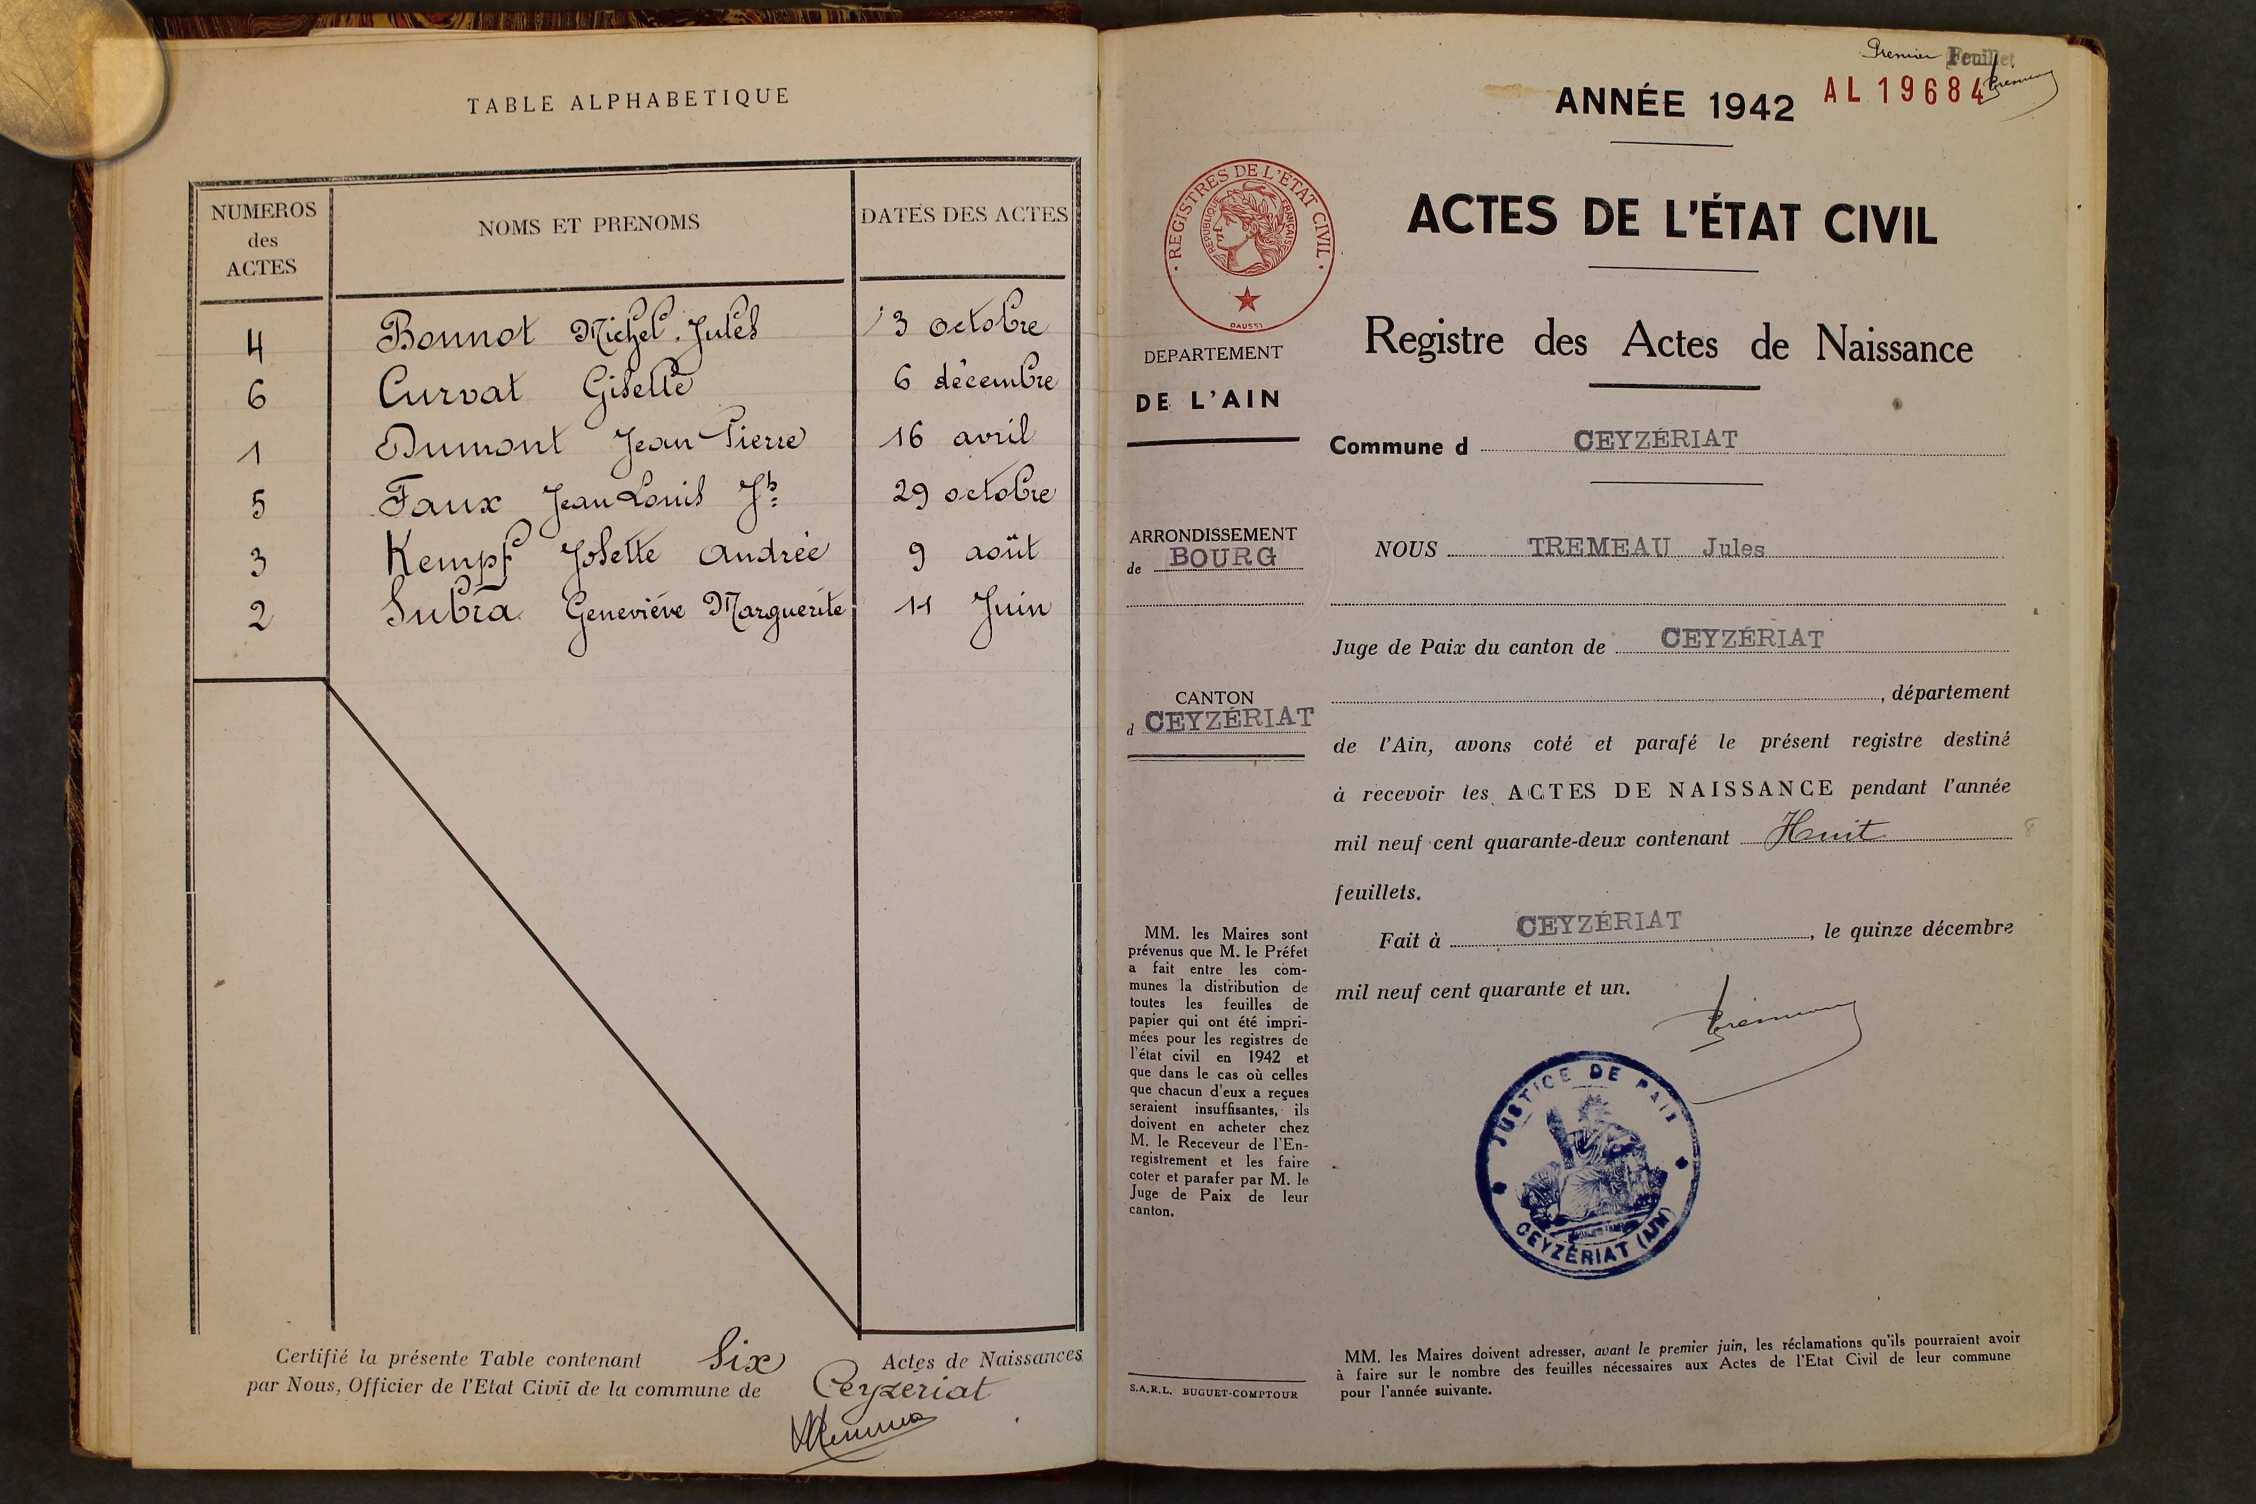 TABLE ALPHABETIQUE
NUMEROS
des
ACTES
NOMS ET PRENOMS
DATES DES ACTES
4 Bonnot Michel. Jules 3 octobre
6 Curvat Giselle 6 décembre
1 Dumont Jean Pierre 16 avril
5 Faux Jean Louis Jh 29 octobre
3 Kempf Josette Andrée 9 août
2 Subra Geneviéve Marguerite 11 Juin
Certifié la présente Table contenant Six Actes de Naissances
par Nous, Officier de l'Etat Civil de la commune de Ceyzériat
Premier Feuillet
AL 19684
ANNÉE 1942
ACTES DE L'ÉTAT CIVIL
REGISTRES DE L'ÉTAT CIVIL
RÉPUBLIQUE FRANÇAISE
DAUSSI
Registre des Actes de Naissance
DEPARTEMENT
DE L'AIN
Commune d CEYZÉRIAT
ARRONDISSEMENT
de BOURG
CANTON
d CEYZÉRIAT
NOUS TREMEAU Jules
Juge de Paix du canton de CEYZÉRIAT
, département
de l'Ain, avons coté et parafé le présent registre destiné
à recevoir les ACTES DE NAISSANCE pendant l'année
mil neuf cent quarante-deux contenant Huit 8
feuillets.
Fait à CEYZÉRIAT, le quinze décembre
mil neuf cent quarante et un.
JUSTICE DE PAIX
CEYZÉRIAT (AIN)
MM. les Maires sont
prévenus que M. le Préfet
a fait entre les com-
munes la distribution de
toutes les feuilles de
papier qui ont été impri-
mées pour les registres de
l'état civil en 1942 et
que dans le cas où celles
que chacun d'eux a reçues
seraient insuffisantes, ils
doivent en acheter chez
M. le Receveur de l'En-
registrement et les faire
coter et parafer par M. le
Juge de Paix de leur
canton.
S.A.R.L. BUGUET-COMPTOUR
MM. les Maires doivent adresser, avant le premier juin, les réclamations qu'ils pourraient avoir
à faire sur le nombre des feuilles nécessaires aux Actes de l'Etat Civil de leur commune
pour l'année suivante.